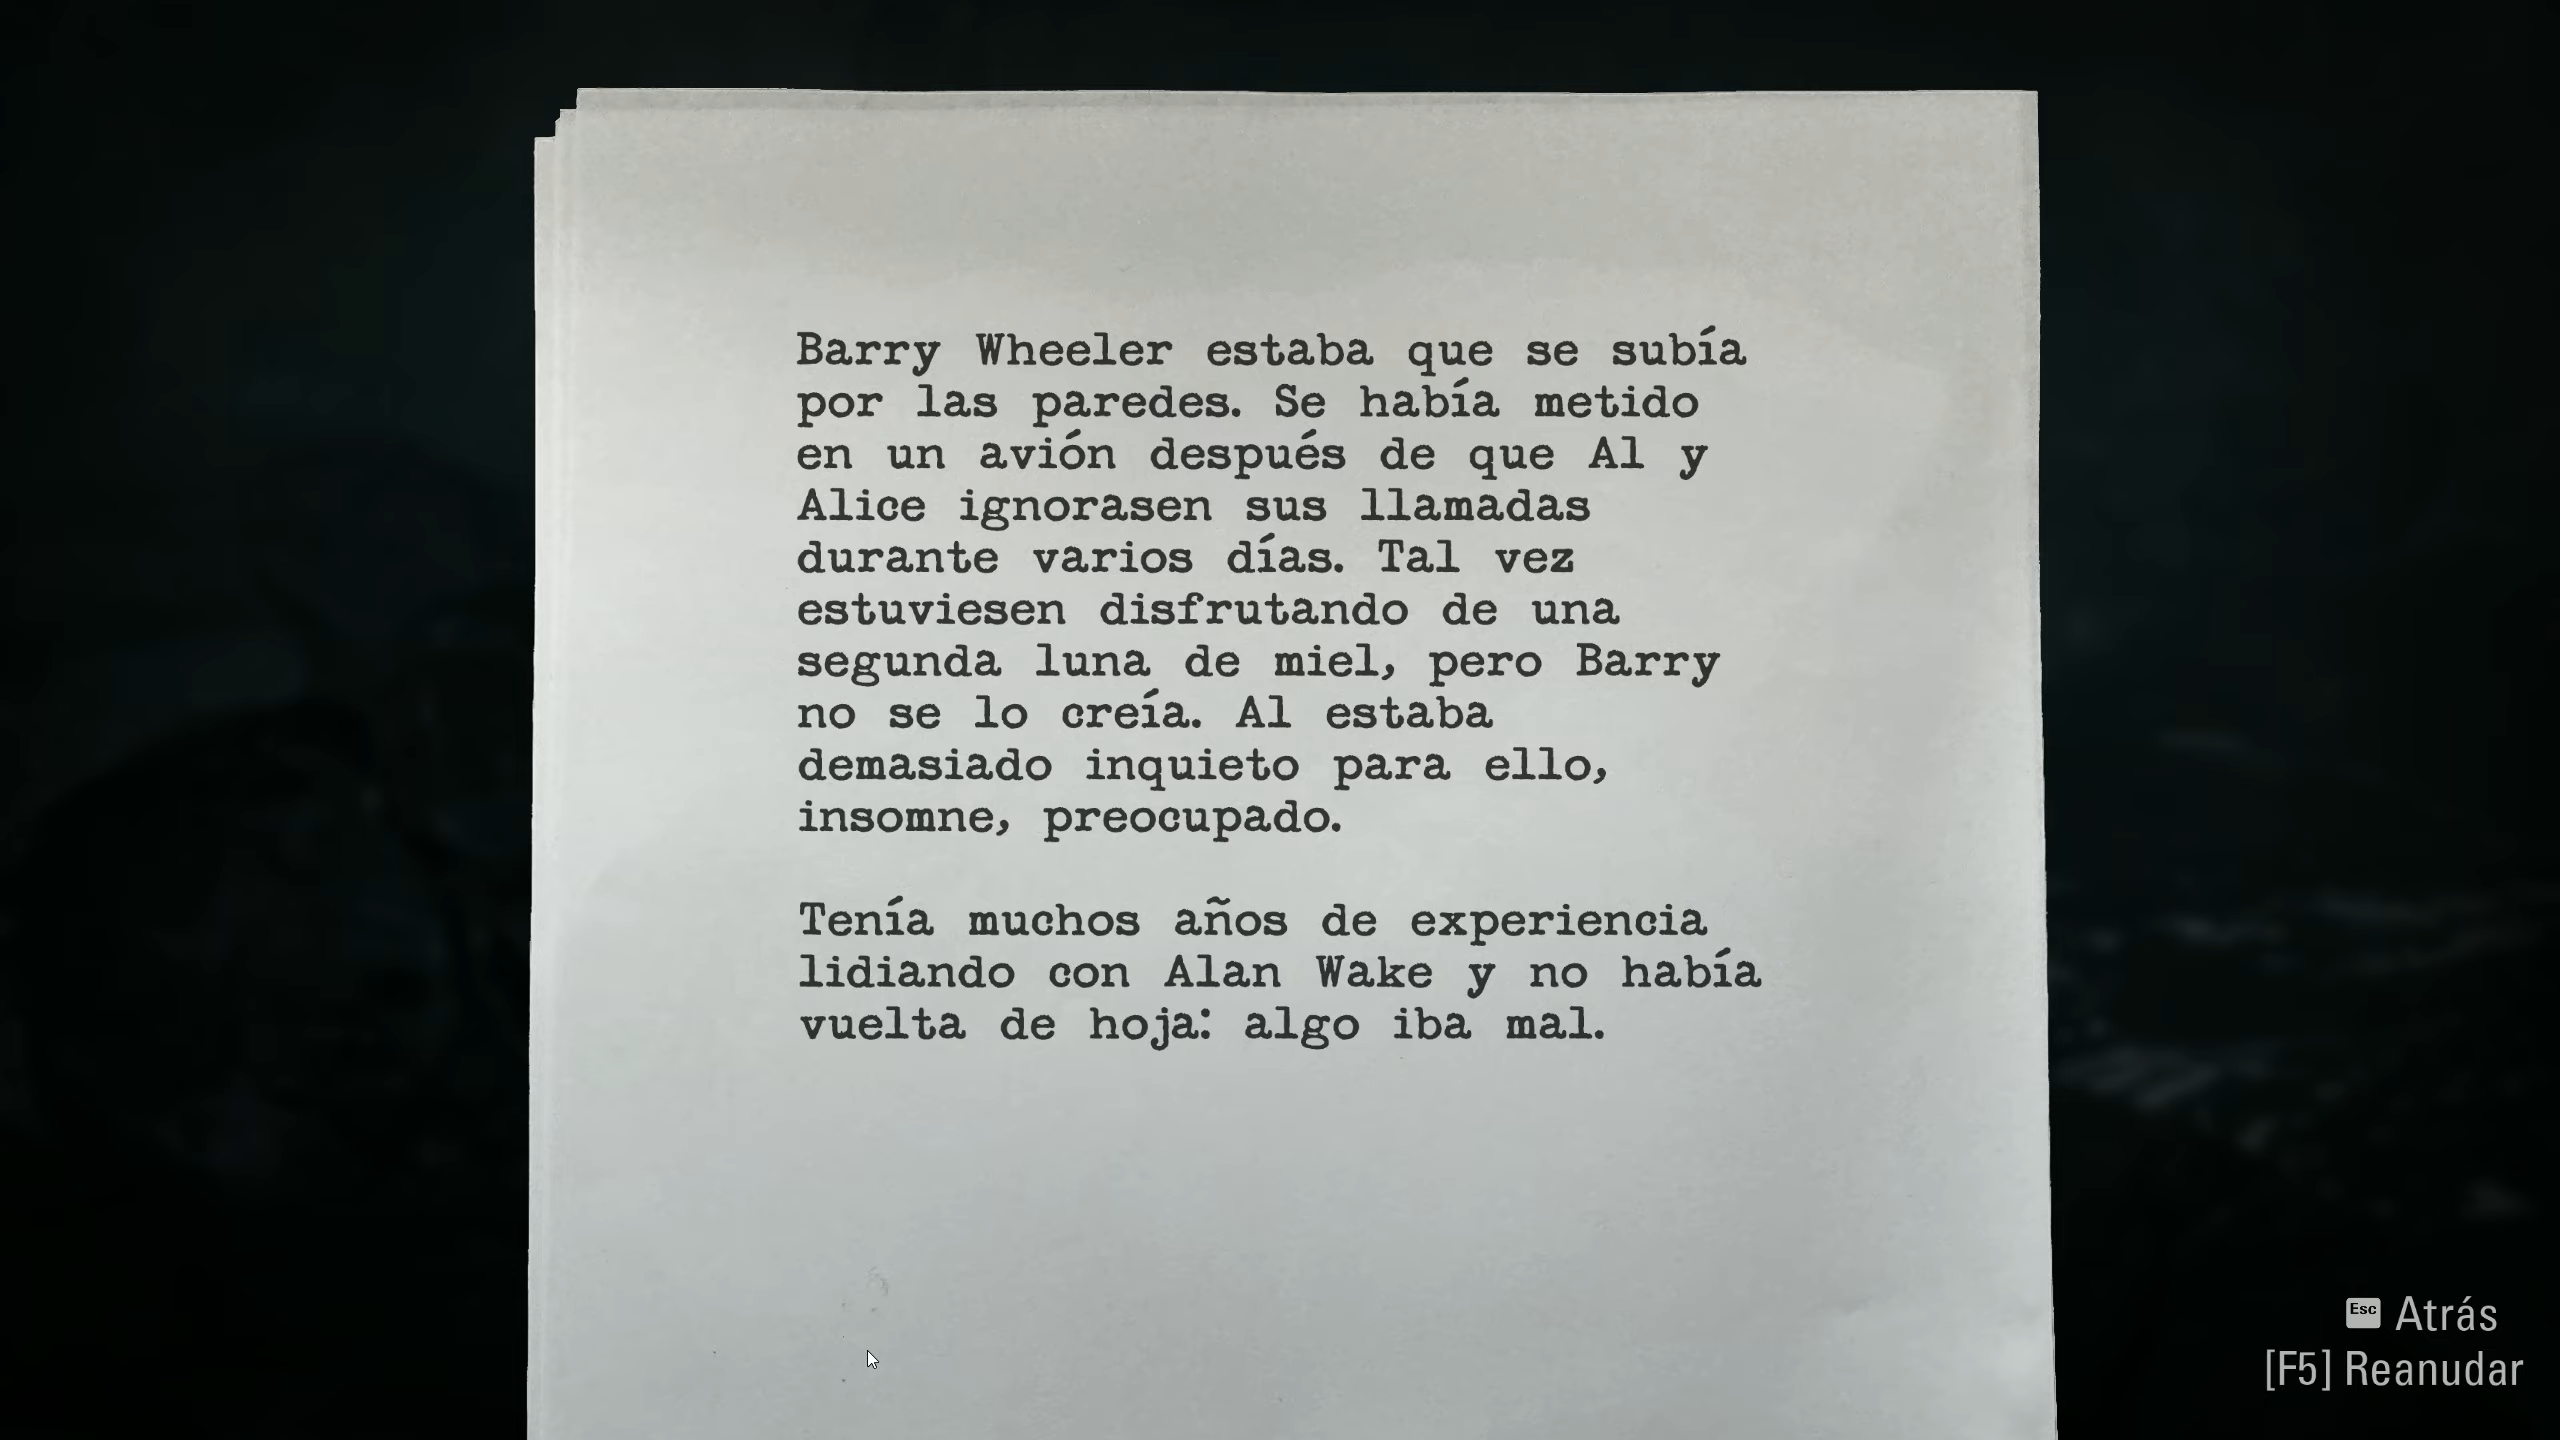 Barry Wheeler estaba que se subía
por las paredes. Se había metido
en un avión después de que Al y
Alice ignorasen sus llamadas
durante varios días. Tal vez
estuviesen disfrutando de una
segunda luna de miel, pero Barry
no se lo creía. Al estaba
demasiado inquieto para ello,
insomne, preocupado.
Tenía muchos años de experiencia
lidiando con Alan Wake y no había
vuelta de hoja: algo iba mal.
Esc Atrás
[F5] Reanudar